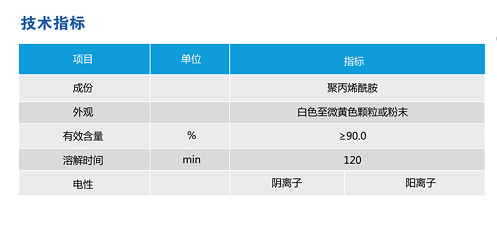 技术指标
项目 单位 指标
成份 聚丙烯酰胺
外观 白色至微黄色颗粒或粉末
有效含量 % ≥90.0
溶解时间 min 120
电性 阴离子 阳离子